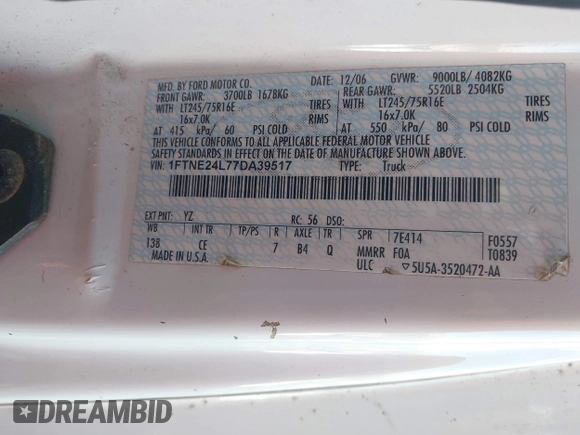 MFD. BY FORD MOTOR CO. DATE: 12/06 GVWR: 9000LB/ 4082KG
FRONT GAWR: 3700LB 1678KG REAR GAWR: 5520LB 2504KG
WITH LT245/75R16E TIRES WITH LT245/75R16E TIRES
16x7.0K RIMS 16x7.0K RIMS
AT 415 kPa/ 60 PSI COLD AT 550 kPa/ 80 PSI COLD
THIS VEHICLE CONFORMS TO ALL APPLICABLE FEDERAL MOTOR VEHICLE SAFETY STANDARDS IN EFFECT ON THE DATE OF MANUFACTURE SHOWN ABOVE.
VIN: 1FTNE24L77DA39517 TYPE: Truck
EXT PNT: YZ RC: 56 DSO:
WB INT TR TP/PS R AXLE TR SPR 7E414 F0557
138 CE 7 B4 Q MMRR F0A T0839
MADE IN U.S.A. ULC 5U5A-3520472-AA
DREAMBID